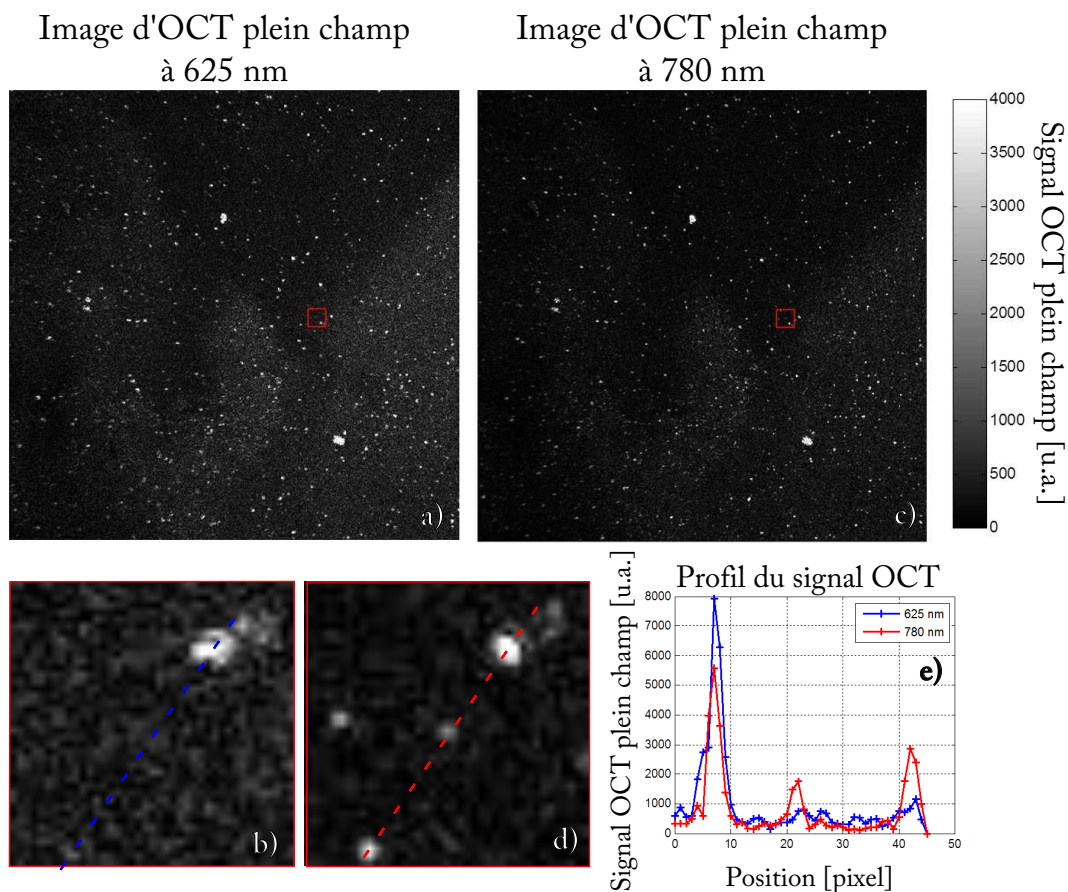 Image d'OCT plein champ
à 625 nm
Image d'OCT plein champ
à 780 nm
a)
c)
4000
3500
3000
2500
2000
1500
1000
500
0
Signal OCT plein champ [u.a.]
b)
d)
Profil du signal OCT
Signal OCT plein champ [u.a.]
8000
7000
6000
5000
4000
3000
2000
1000
0
625 nm
780 nm
e)
0 10 20 30 40 50
Position [pixel]